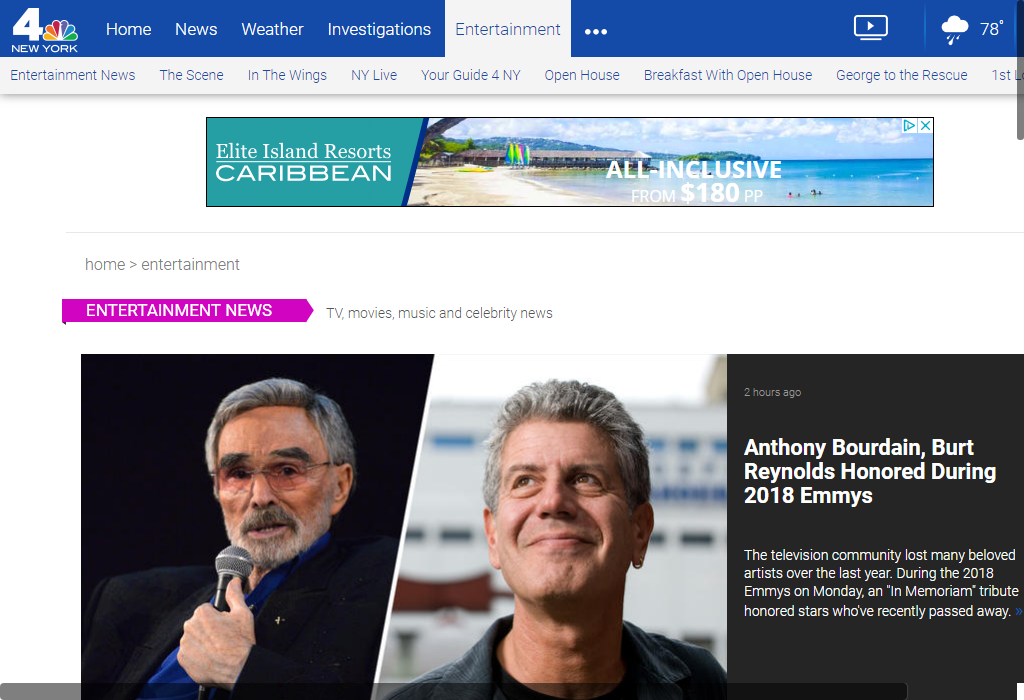 4
NEW YORK
Home News Weather Investigations Entertainment ••• 78°
Entertainment News The Scene In The Wings NY Live Your Guide 4 NY Open House Breakfast With Open House George to the Rescue 1st L
Elite Island Resorts
CARIBBEAN
ALL-INCLUSIVE
FROM $180 PP
home > entertainment
ENTERTAINMENT NEWS
TV, movies, music and celebrity news
2 hours ago
Anthony Bourdain, Burt
Reynolds Honored During
2018 Emmys
The television community lost many beloved
artists over the last year. During the 2018
Emmys on Monday, an "In Memoriam" tribute
honored stars who've recently passed away. »